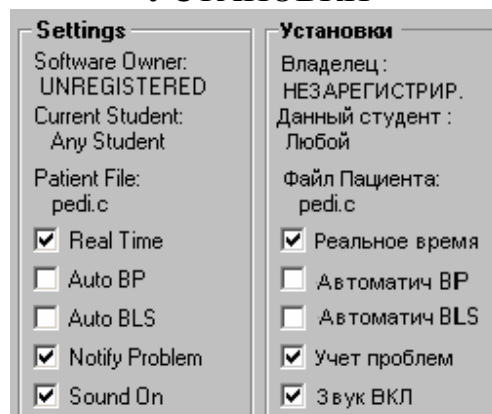 УСТАНОВКИ
Settings
Software Owner:
UNREGISTERED
Current Student:
Any Student
Patient File:
pedi.c
Real Time
Auto BP
Auto BLS
Notify Problem
Sound On
Установки
Владелец:
НЕЗАРЕГИСТРИР.
Данный студент :
Любой
Файл Пациента:
pedi.c
Реальное время
Автоматич BP
Автоматич BLS
Учет проблем
Звук ВКЛ